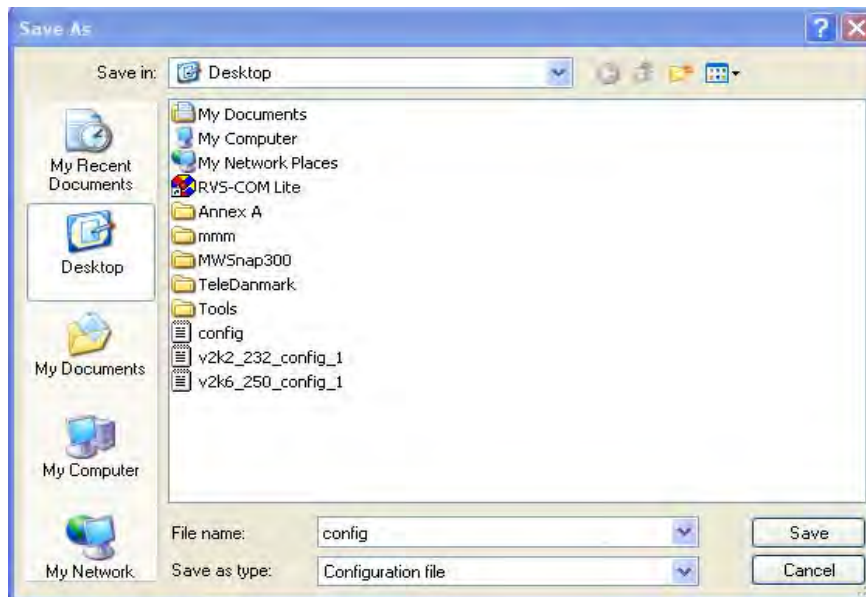 Save As
Save in:
Desktop
My Recent
Documents
Desktop
My Documents
My Computer
My Network
My Documents
My Computer
My Network Places
RVS-COM Lite
Annex A
mmm
MWSnap300
TeleDanmark
Tools
config
v2k2_232_config_1
v2k6_250_config_1
File name:
config
Save
Save as type:
Configuration file
Cancel